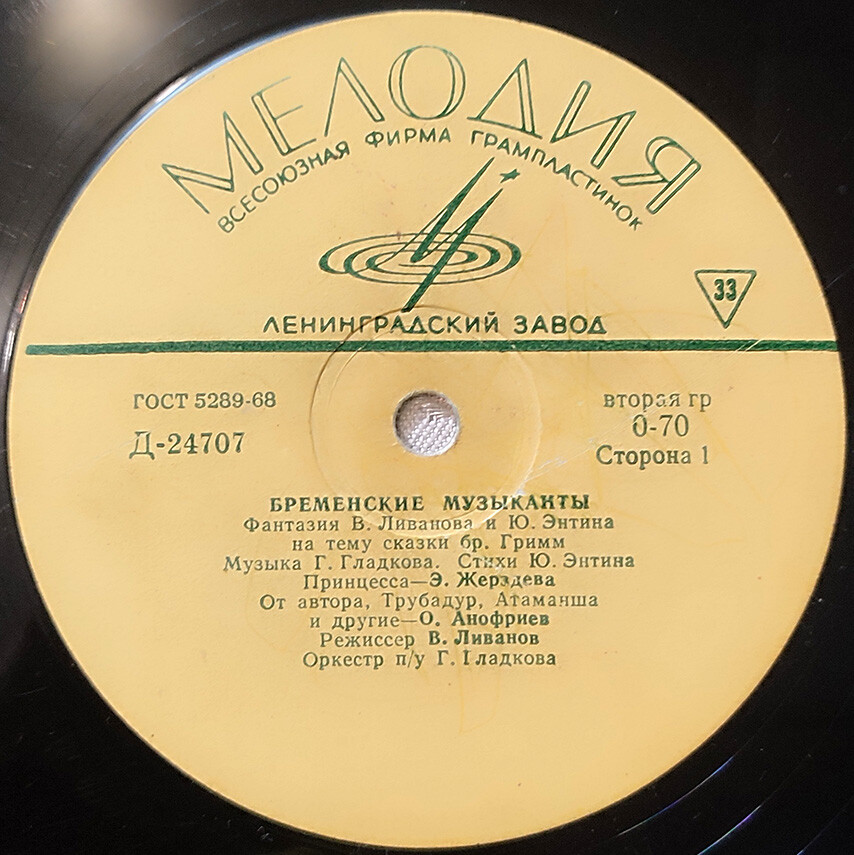 МЕЛОДИЯ
ВСЕСОЮЗНАЯ ФИРМА ГРАМПЛАСТИНОК
33
ЛЕНИНГРАДСКИЙ ЗАВОД
ГОСТ 5289-68
Д-24707
вторая гр
0-70
Сторона 1
БРЕМЕНСКИЕ МУЗЫКАНТЫ
Фантазия В. Ливанова и Ю. Энтина
на тему сказки бр. Гримм
Музыка Г. Гладкова. Стихи Ю. Энтина
Принцесса—Э. Жерздева
От автора, Трубадур, Атаманша
и другие—О. Анофриев
Режиссер В. Ливанов
Оркестр п/у Г. Гладкова